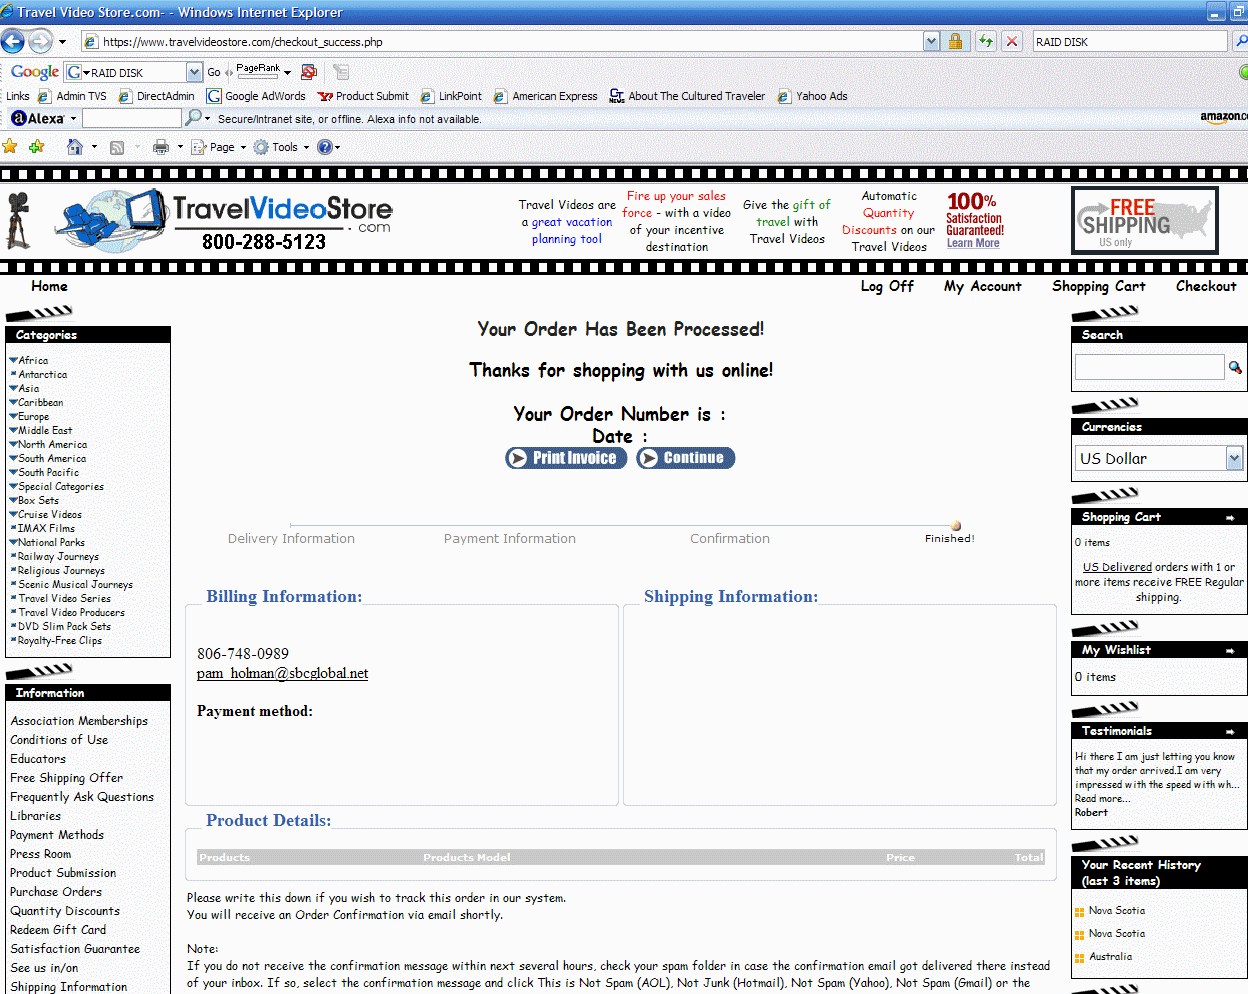 Travel Video Store.com- - Windows Internet Explorer
https://www.travelvideostore.com/checkout_success.php
RAID DISK
Google
G RAID DISK
Go
PageRank
Links
Admin TVS
DirectAdmin
Google AdWords
Product Submit
LinkPoint
American Express
About The Cultured Traveler
Yahoo Ads
Alexa
Secure/Intranet site, or offline. Alexa info not available.
amazon.c
Page
Tools
TravelVideoStore
.com
800-288-5123
Travel Videos are
a great vacation
planning tool
Fire up your sales
force - with a video
of your incentive
destination
Give the gift of
travel with
Travel Videos
Automatic
Quantity
Discounts on our
Travel Videos
100%
Satisfaction
Guaranteed!
Learn More
FREE
SHIPPING
US only
Home
Log Off
My Account
Shopping Cart
Checkout
Categories
Africa
Antarctica
Asia
Caribbean
Europe
Middle East
North America
South America
South Pacific
Special Categories
Box Sets
Cruise Videos
IMAX Films
National Parks
Railway Journeys
Religious Journeys
Scenic Musical Journeys
Travel Video Series
Travel Video Producers
DVD Slim Pack Sets
Royalty-Free Clips
Information
Association Memberships
Conditions of Use
Educators
Free Shipping Offer
Frequently Ask Questions
Libraries
Payment Methods
Press Room
Product Submission
Purchase Orders
Quantity Discounts
Redeem Gift Card
Satisfaction Guarantee
See us in/on
Shipping Information
Your Order Has Been Processed!
Thanks for shopping with us online!
Your Order Number is :
Date :
Print Invoice
Continue
Delivery Information
Payment Information
Confirmation
Finished!
Billing Information:
806-748-0989
pam_holman@sbcglobal.net
Payment method:
Shipping Information:
Product Details:
Products
Products Model
Price
Total
Please write this down if you wish to track this order in our system.
You will receive an Order Confirmation via email shortly.
Note:
If you do not receive the confirmation message within next several hours, check your spam folder in case the confirmation email got delivered there instead
of your inbox. If so, select the confirmation message and click This is Not Spam (AOL), Not Junk (Hotmail), Not Spam (Yahoo), Not Spam (Gmail) or the
Search
Currencies
US Dollar
Shopping Cart
0 items
US Delivered orders with 1 or
more items receive FREE Regular
shipping.
My Wishlist
0 items
Testimonials
Hi there I am just letting you know
that my order arrived.I am very
impressed with the speed with wh...
Read more...
Robert
Your Recent History
(last 3 items)
Nova Scotia
Nova Scotia
Australia